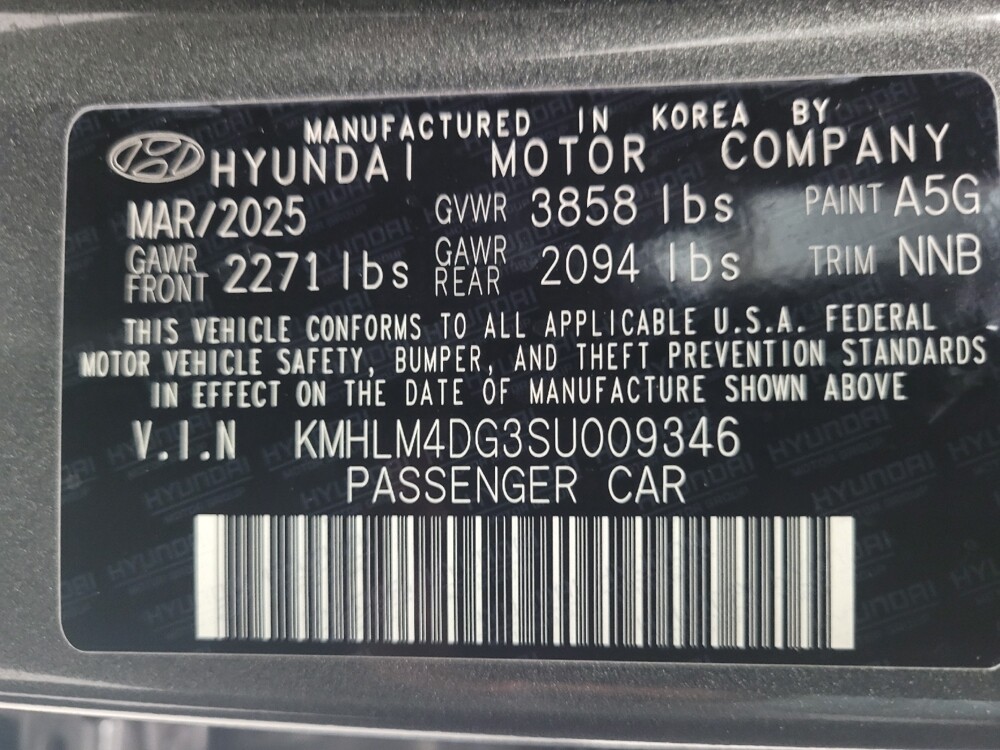 MANUFACTURED IN KOREA BY
HYUNDAI MOTOR COMPANY
MAR/2025 GVWR 3858 lbs PAINT A5G
GAWR FRONT 2271 lbs GAWR REAR 2094 lbs TRIM NNB
THIS VEHICLE CONFORMS TO ALL APPLICABLE U.S.A. FEDERAL
MOTOR VEHICLE SAFETY, BUMPER, AND THEFT PREVENTION STANDARDS
IN EFFECT ON THE DATE OF MANUFACTURE SHOWN ABOVE
V.I.N KMHLM4DG3SU009346
PASSENGER CAR